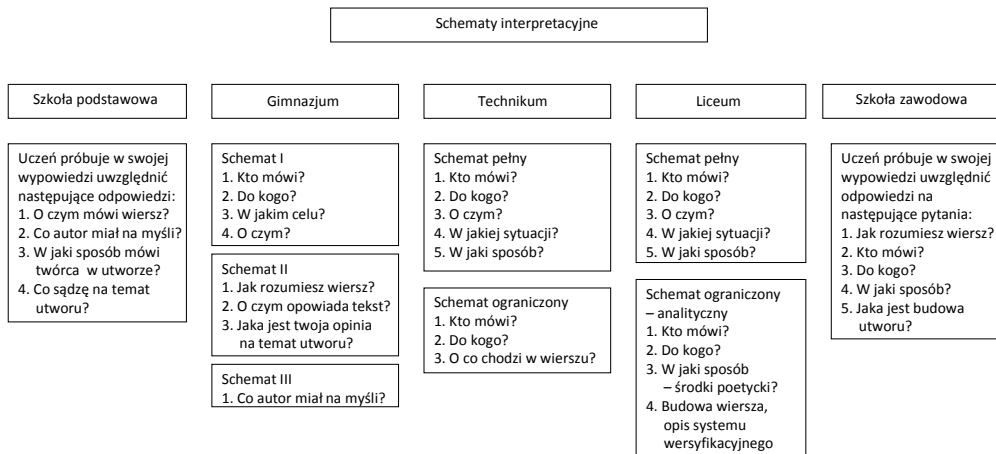 Schematy interpretacyjne
Szkoła podstawowa
Uczeń próbuje w swojej
wypowiedzi uwzględnić
następujące odpowiedzi:
1. O czym mówi wiersz?
2. Co autor miał na myśli?
3. W jaki sposób mówi
twórca w utworze?
4. Co sądzę na temat
utworu?
Gimnazjum
Schemat I
1. Kto mówi?
2. Do kogo?
3. W jakim celu?
4. O czym?
Schemat II
1. Jak rozumiesz wiersz?
2. O czym opowiada tekst?
3. Jaka jest twoja opinia
na temat utworu?
Schemat III
1. Co autor miał na myśli?
Technikum
Schemat pełny
1. Kto mówi?
2. Do kogo?
3. O czym?
4. W jakiej sytuacji?
5. W jaki sposób?
Schemat ograniczony
1. Kto mówi?
2. Do kogo?
3. O co chodzi w wierszu?
Liceum
Schemat pełny
1. Kto mówi?
2. Do kogo?
3. O czym?
4. W jakiej sytuacji?
5. W jaki sposób?
Schemat ograniczony
– analityczny
1. Kto mówi?
2. Do kogo?
3. W jaki sposób
– środki poetycki?
4. Budowa wiersza,
opis systemu
wersyfikacyjnego
Szkoła zawodowa
Uczeń próbuje w swojej
wypowiedzi uwzględnić
odpowiedzi na
następujące pytania:
1. Jak rozumiesz wiersz?
2. Kto mówi?
3. Do kogo?
4. W jaki sposób?
5. Jaka jest budowa
utworu?